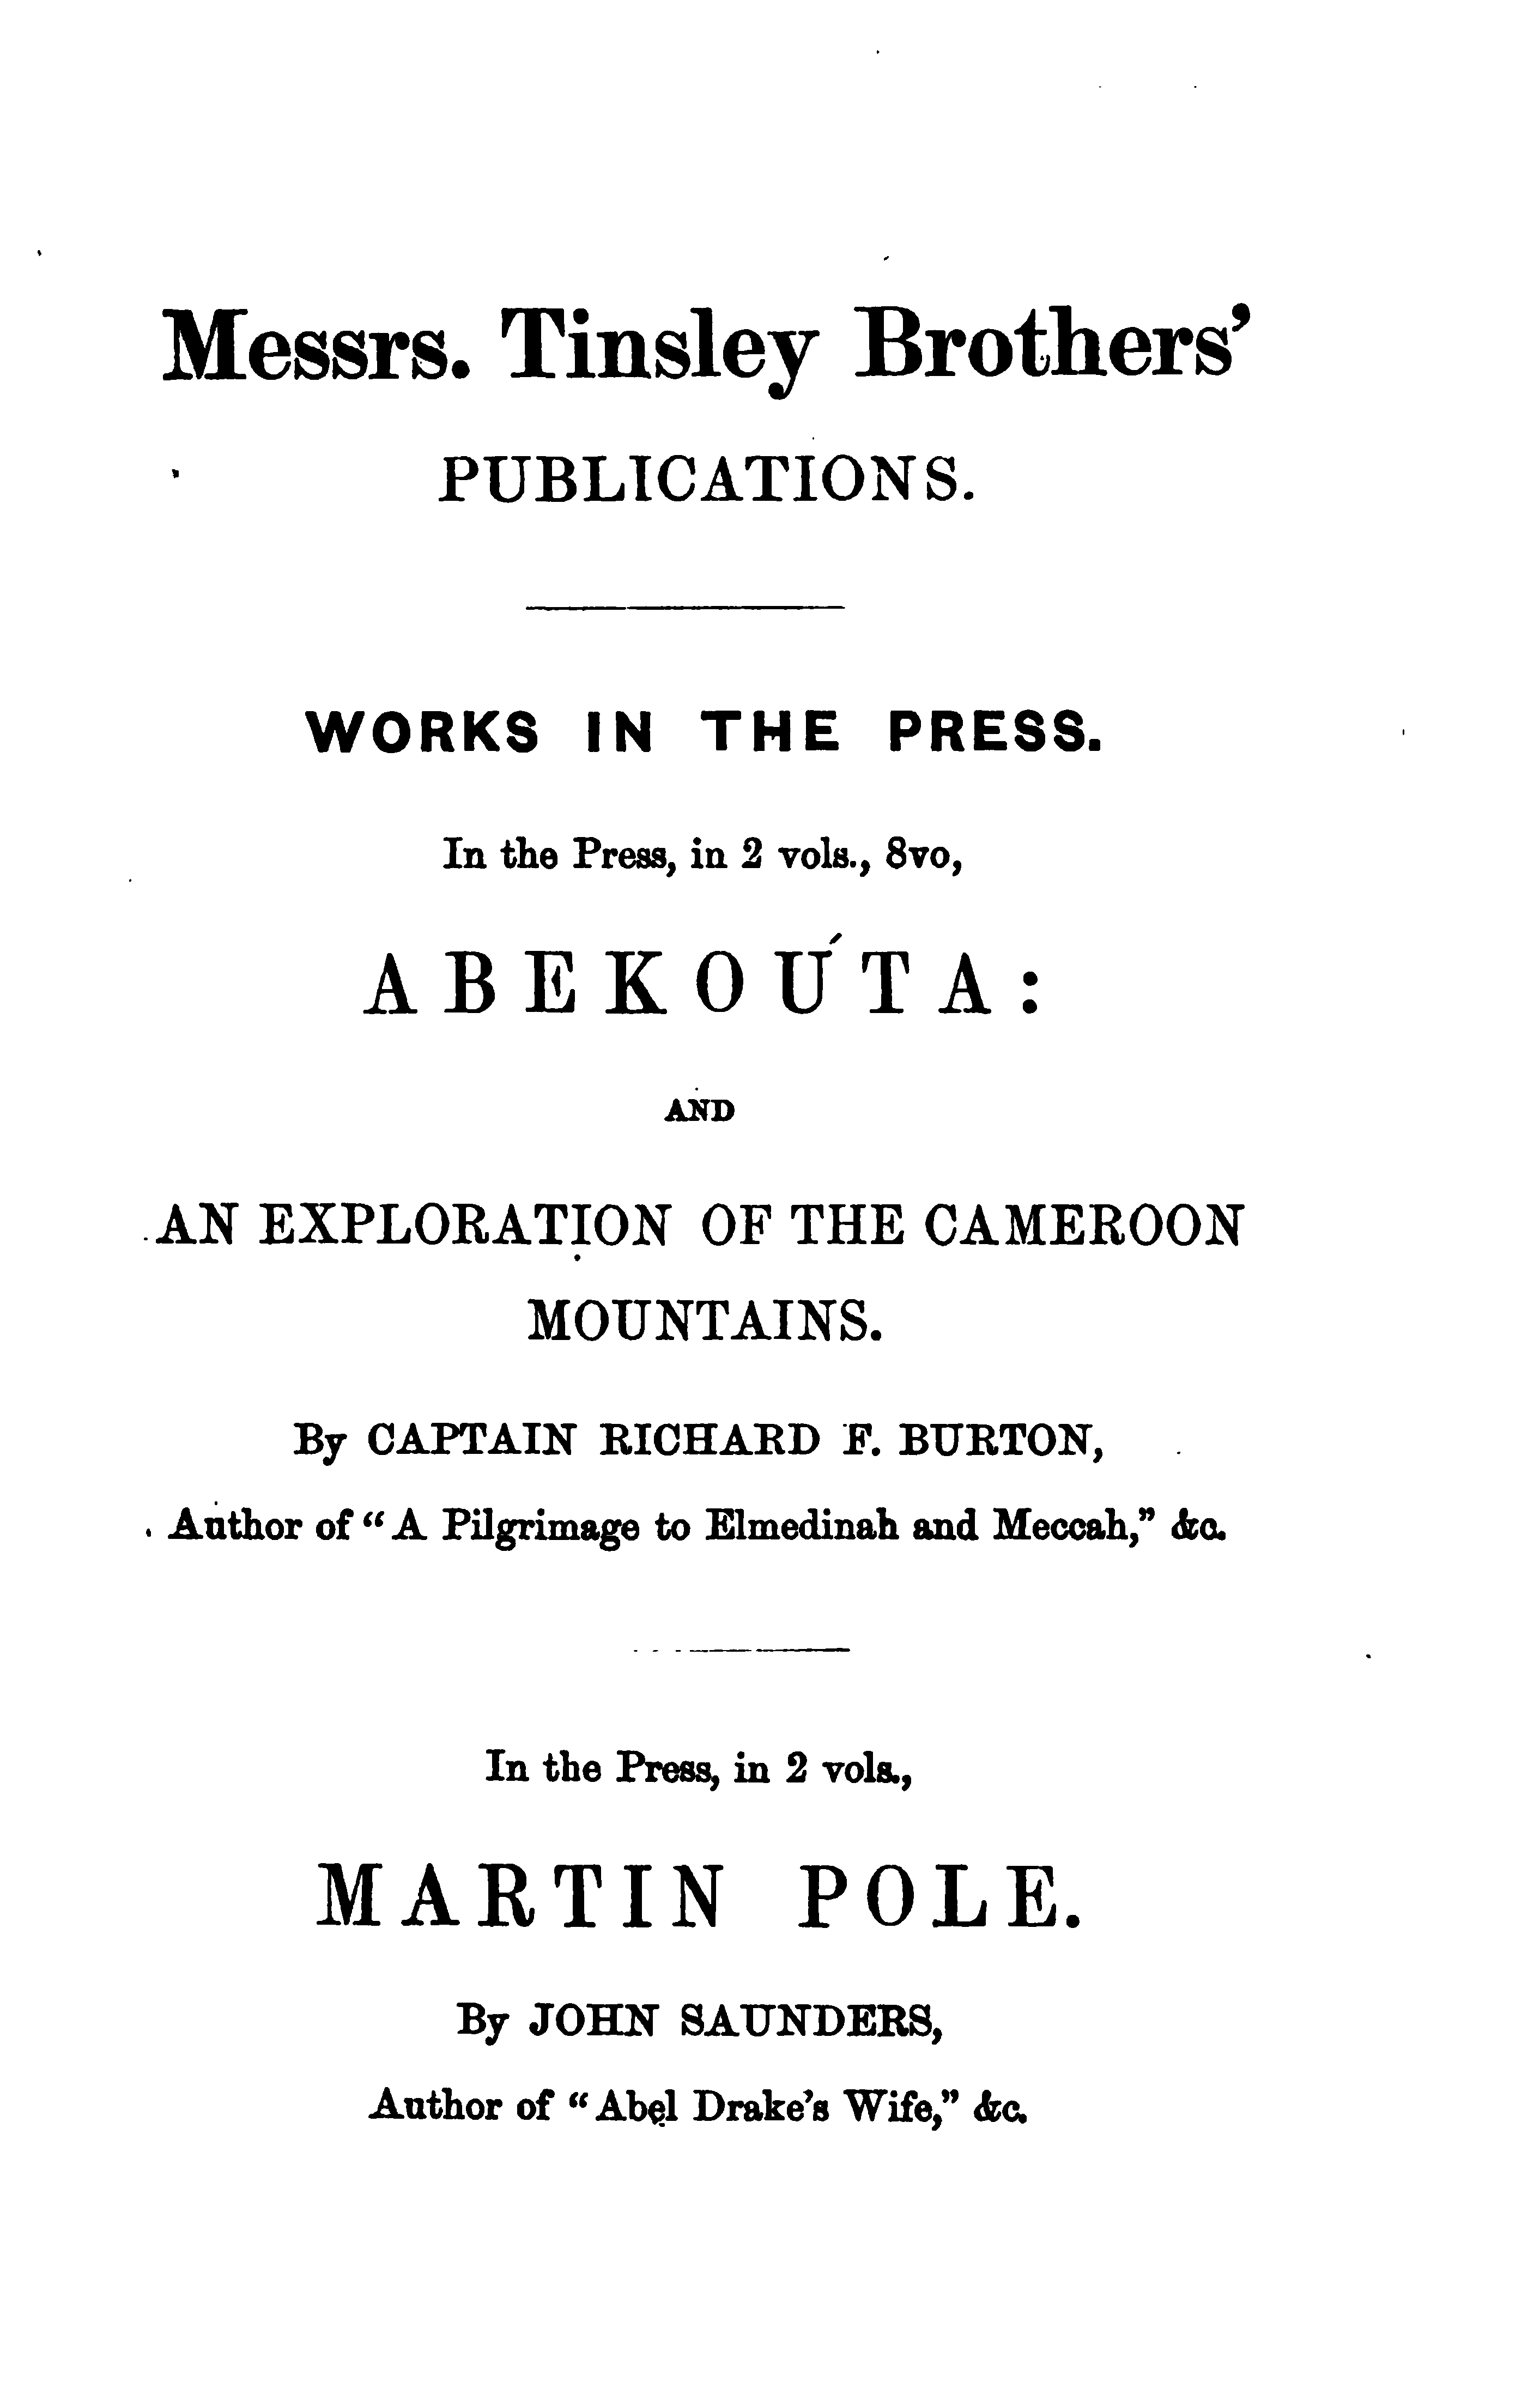 Messrs. Tinsley Brothers'
PUBLICATIONS.
WORKS IN THE PRESS.
In the Press, in 2 vols., 8vo,
ABEKOÚTA:
AND
AN EXPLORATION OF THE CAMEROON
MOUNTAINS.
By CAPTAIN RICHARD F. BURTON,
Author of “A Pilgrimage to Elmedinah and Meccah,” &c.
In the Press, in 2 vols.,
MARTIN POLE.
By JOHN SAUNDERS,
Author of “Abel Drake's Wife,” &c.